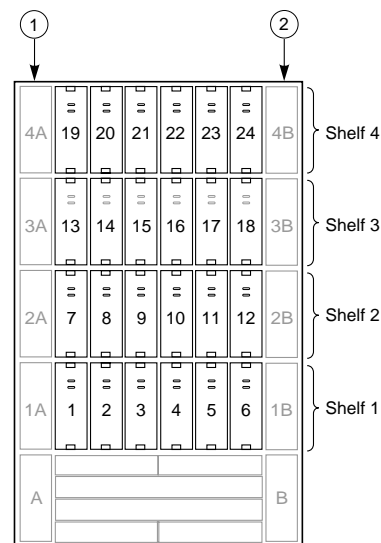 1 2
4A 19 20 21 22 23 24 4B Shelf 4
3A 13 14 15 16 17 18 3B Shelf 3
2A 7 8 9 10 11 12 2B Shelf 2
1A 1 2 3 4 5 6 1B Shelf 1
A B